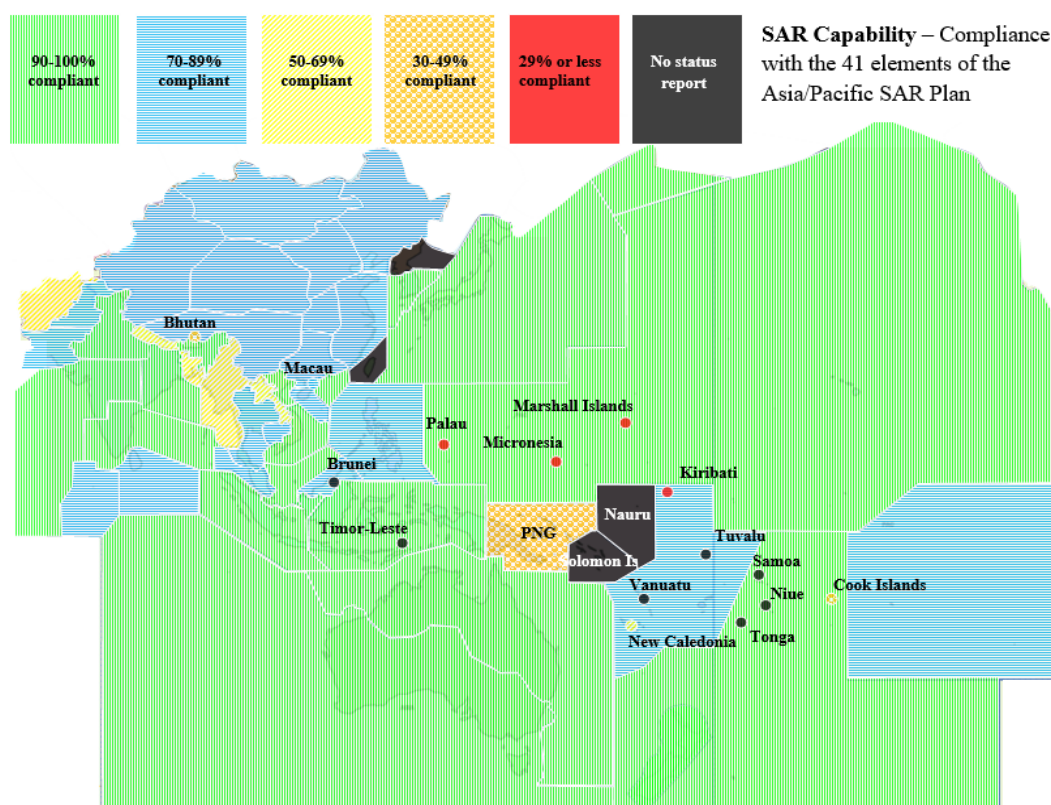 90-100%
compliant
70-89%
compliant
50-69%
compliant
30-49%
compliant
29% or less
compliant
No status
report
SAR Capability – Compliance
with the 41 elements of the
Asia/Pacific SAR Plan
Bhutan
Macau
Marshall Islands
Palau
Micronesia
Brunei
Kiribati
Nauru
Timor-Leste
PNG
Tuvalu
Solomon Is
Samoa
Vanuatu
Cook Islands
Niue
New Caledonia
Tonga